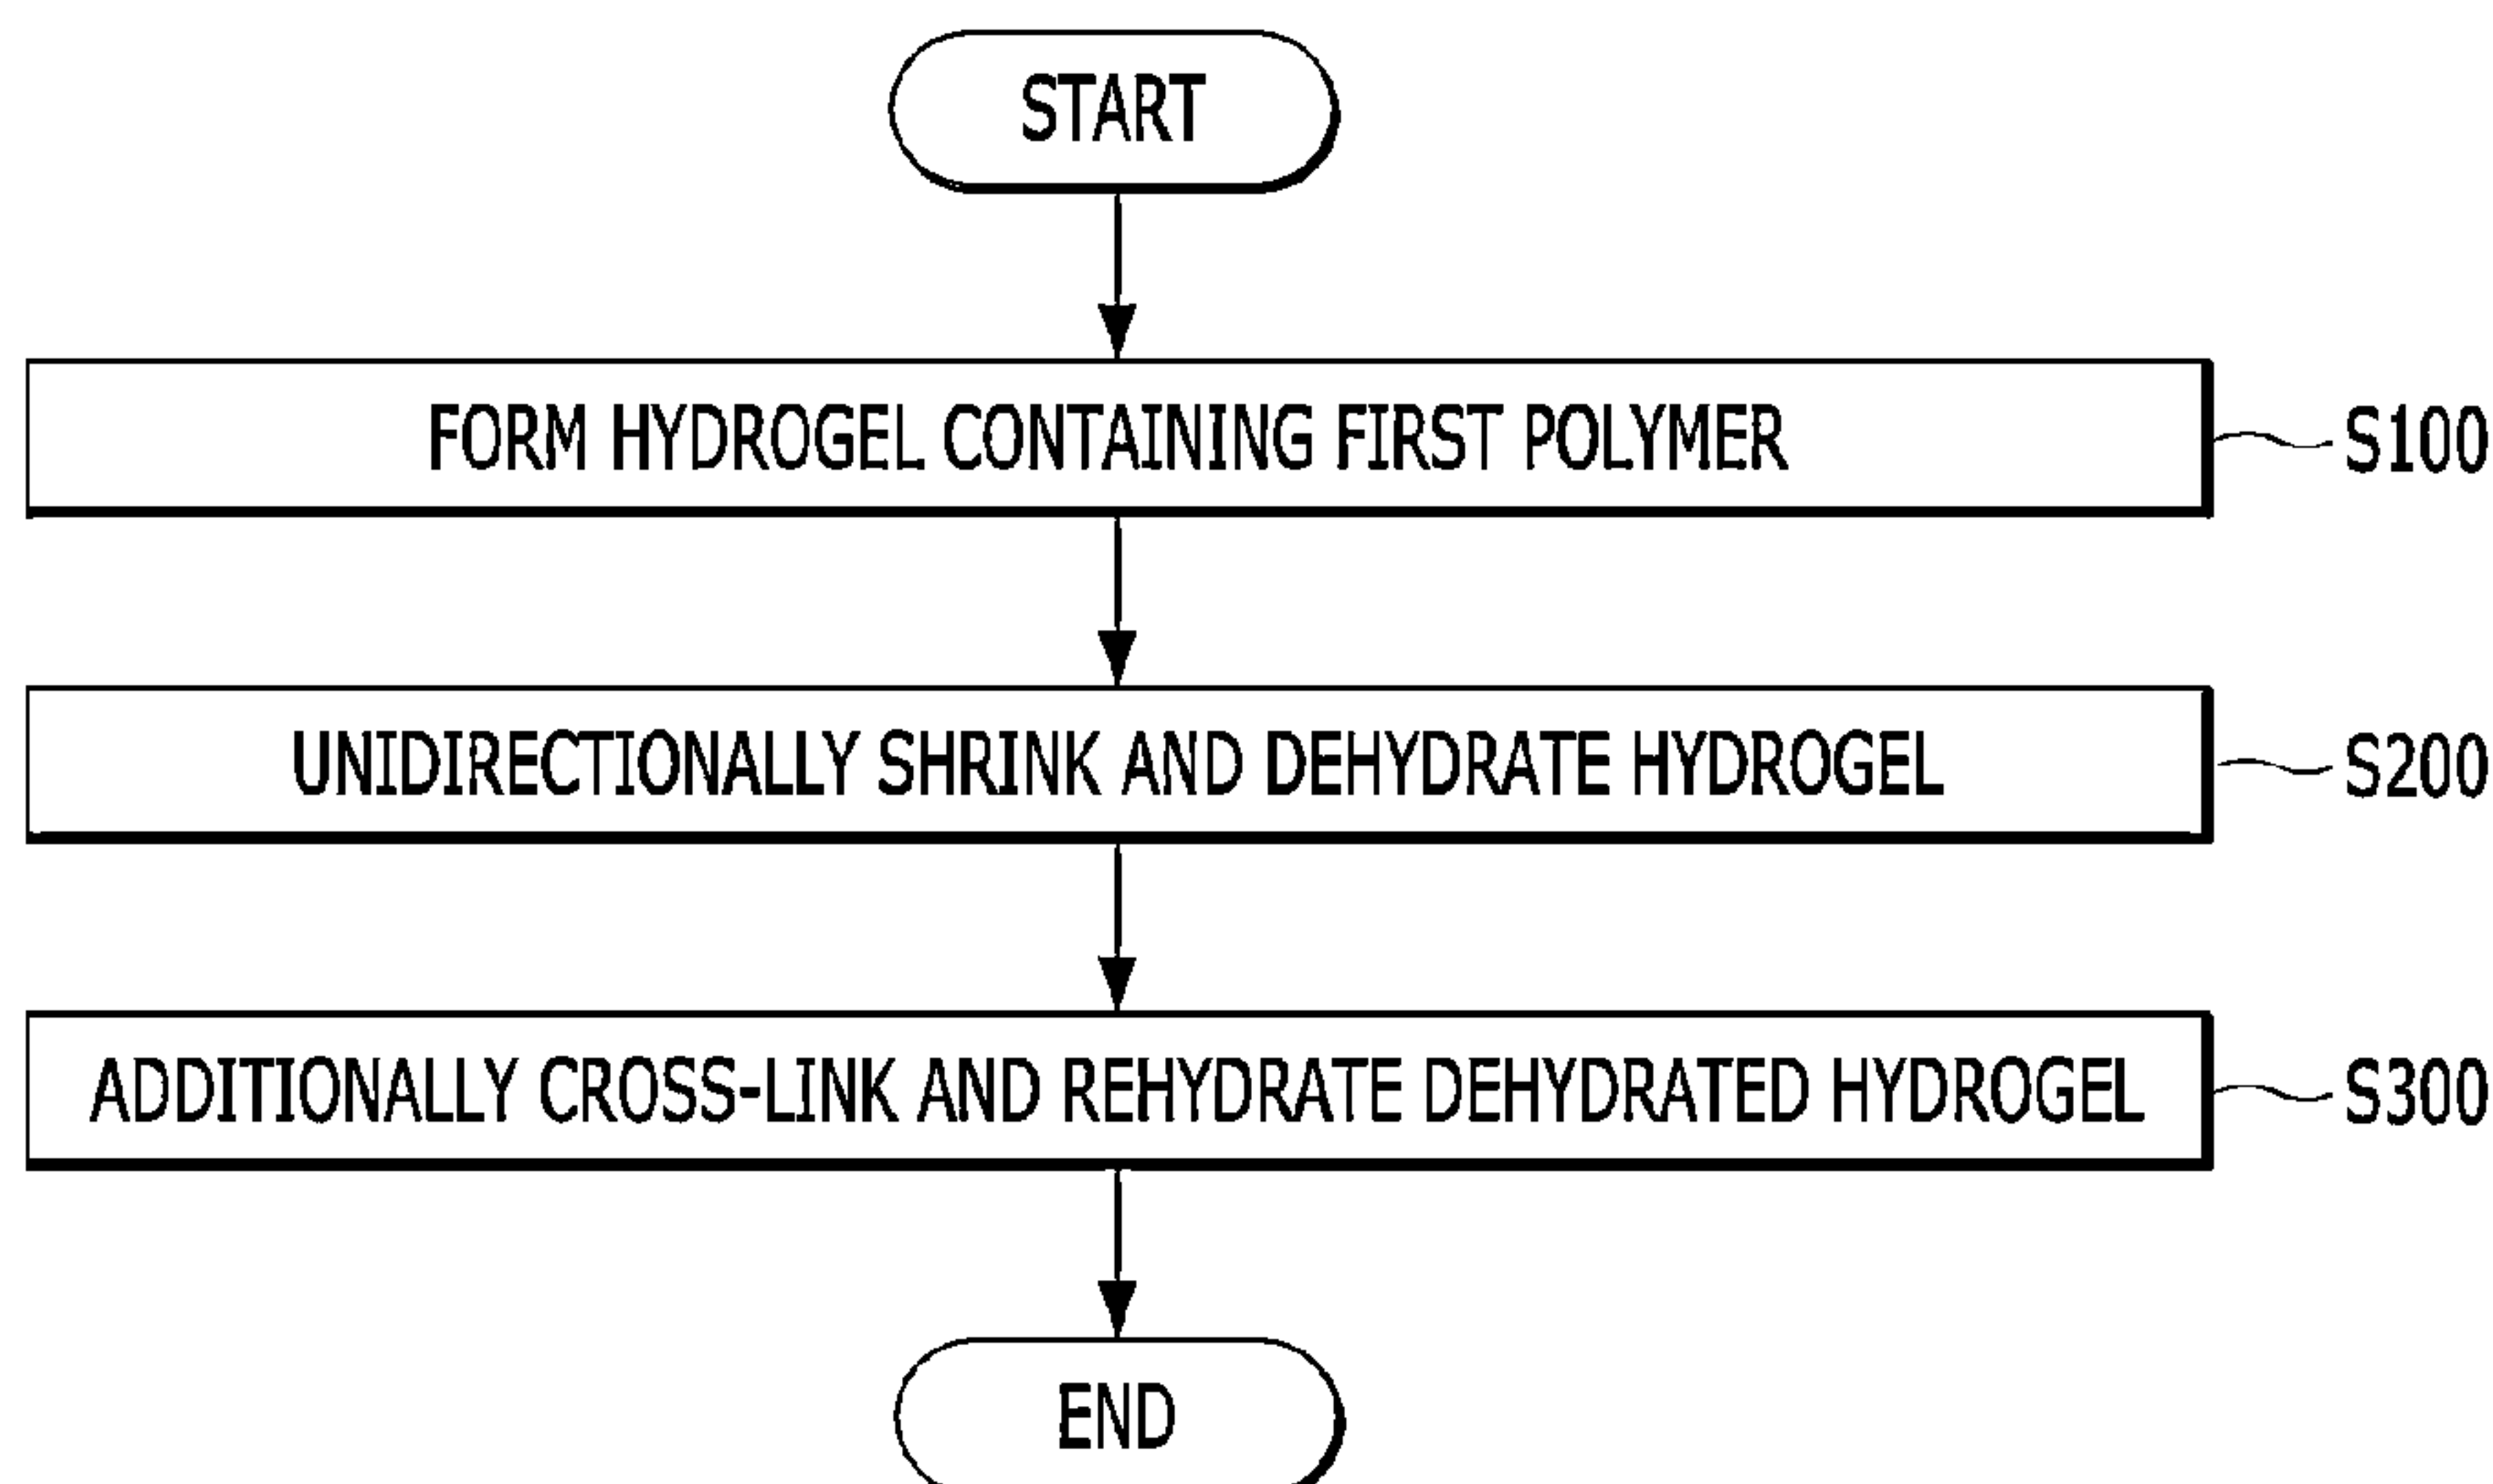 START
FORM HYDROGEL CONTAINING FIRST POLYMER
S100
UNIDIRECTIONALLY SHRINK AND DEHYDRATE HYDROGEL
S200
ADDITIONALLY CROSS-LINK AND REHYDRATE DEHYDRATED HYDROGEL
S300
END